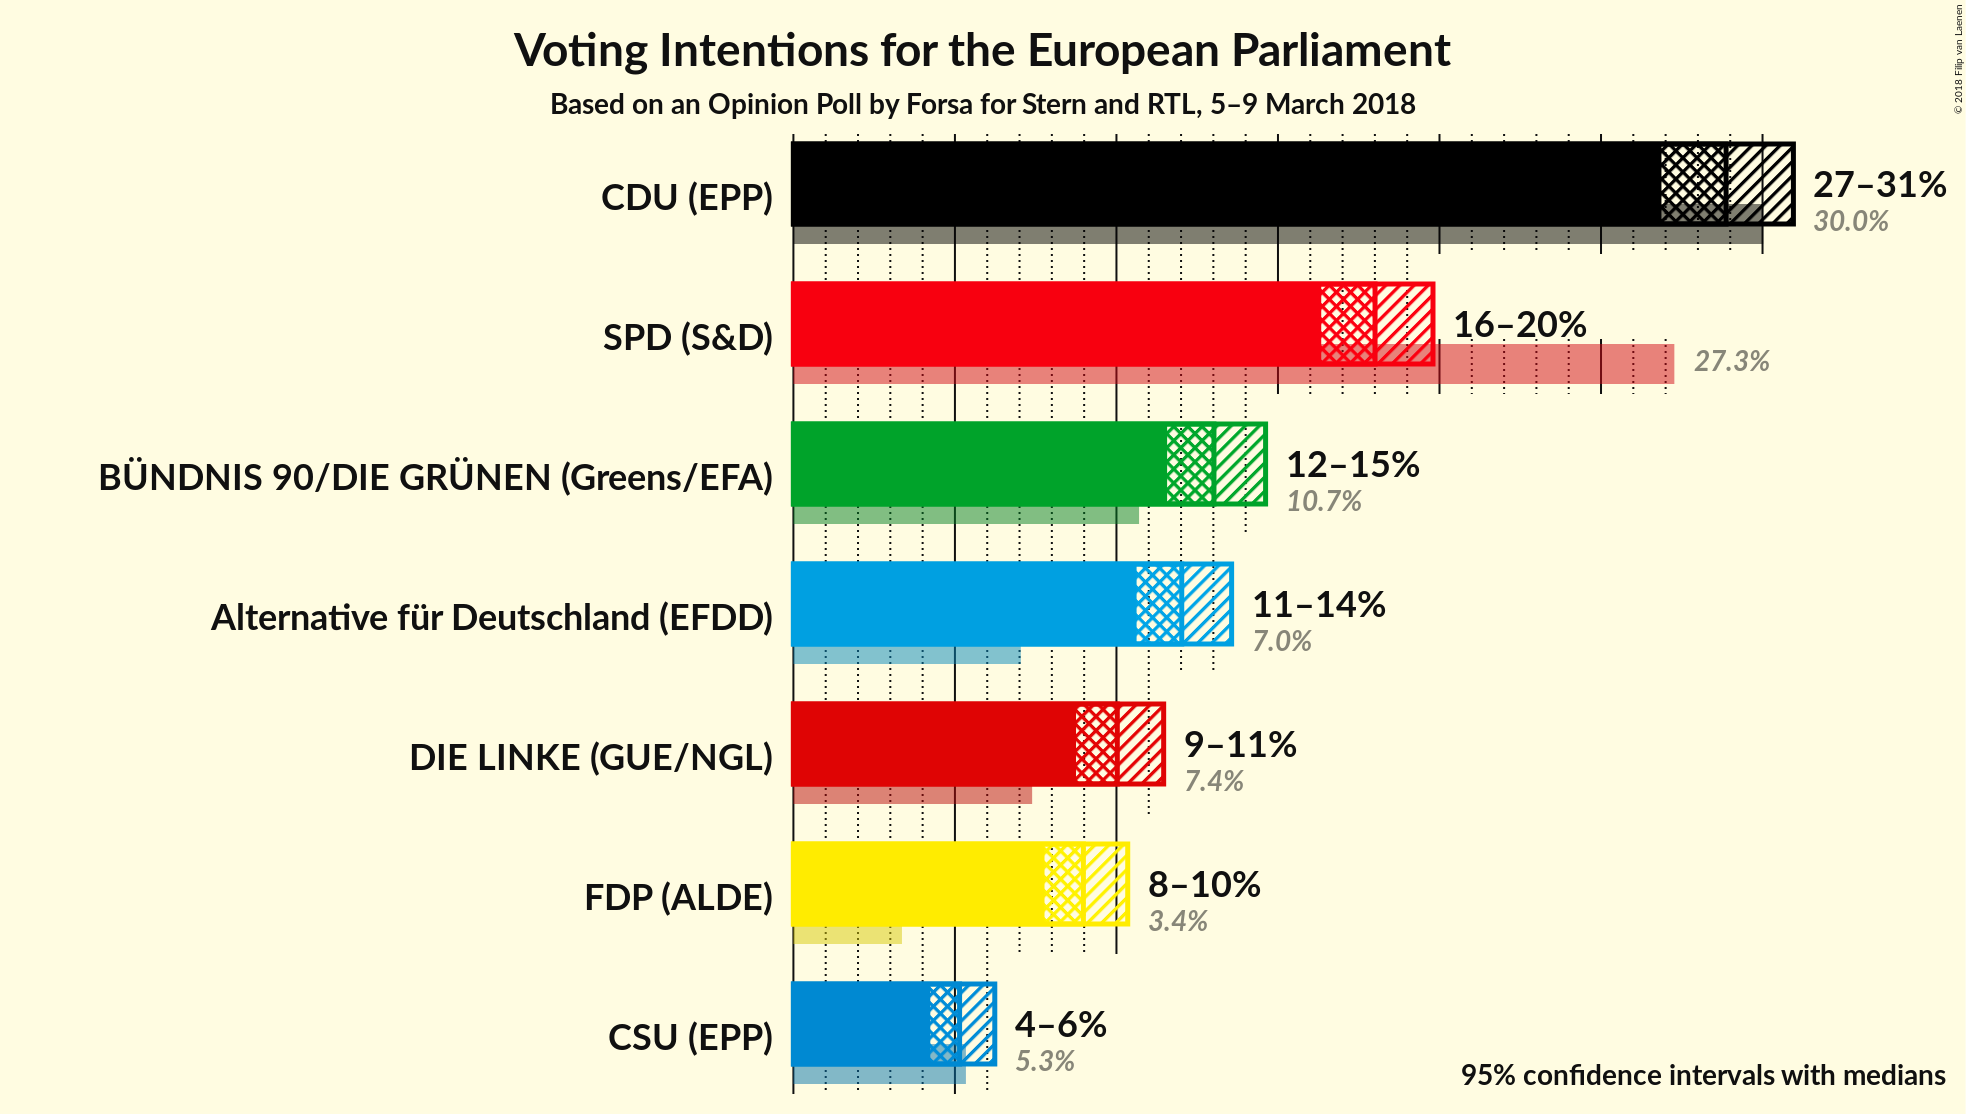 Voting Intentions for the European Parliament
Based on an Opinion Poll by Forsa for Stern and RTL, 5–9 March 2018
© 2018 Filip van Laenen
CDU (EPP)
27–31%
30.0%
SPD (S&D)
16–20%
27.3%
BÜNDNIS 90/DIE GRÜNEN (Greens/EFA)
12–15%
10.7%
Alternative für Deutschland (EFDD)
11–14%
7.0%
DIE LINKE (GUE/NGL)
9–11%
7.4%
FDP (ALDE)
8–10%
3.4%
CSU (EPP)
4–6%
5.3%
95% confidence intervals with medians